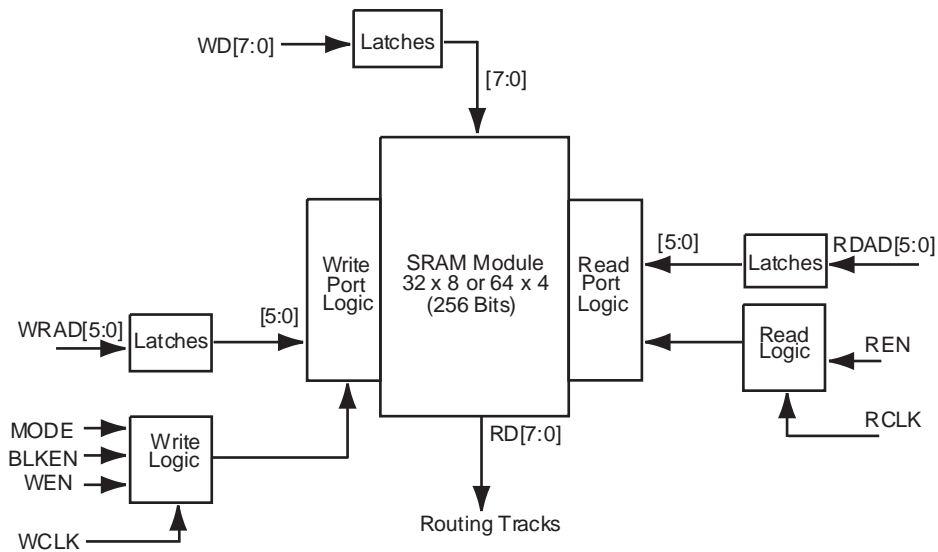 WD[7:0]
Latches
[7:0]
SRAM Module
32 x 8 or 64 x 4
(256 Bits)
Write
Port
Logic
Read
Port
Logic
[5:0]
Latches
RDAD[5:0]
WRAD[5:0]
Latches
[5:0]
Read
Logic
REN
RCLK
MODE
BLKEN
WEN
WCLK
Write
Logic
RD[7:0]
Routing Tracks